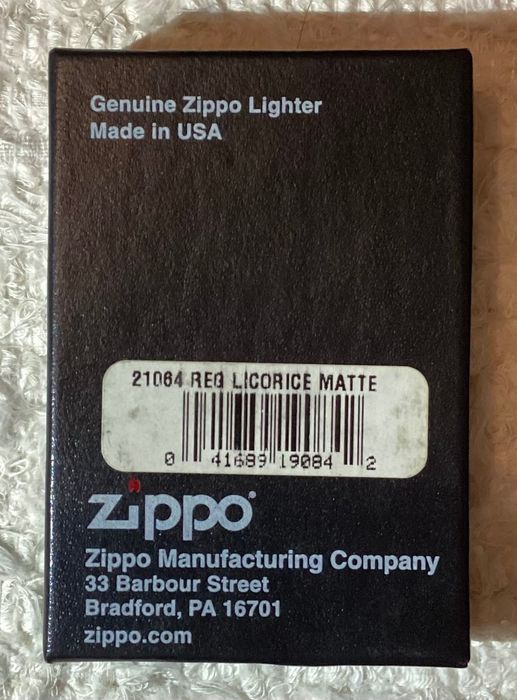 Genuine Zippo Lighter
Made in USA
21064 REG LICORICE MATTE
0 41689 19084 2
zippo
Zippo Manufacturing Company
33 Barbour Street
Bradford, PA 16701
zippo.com